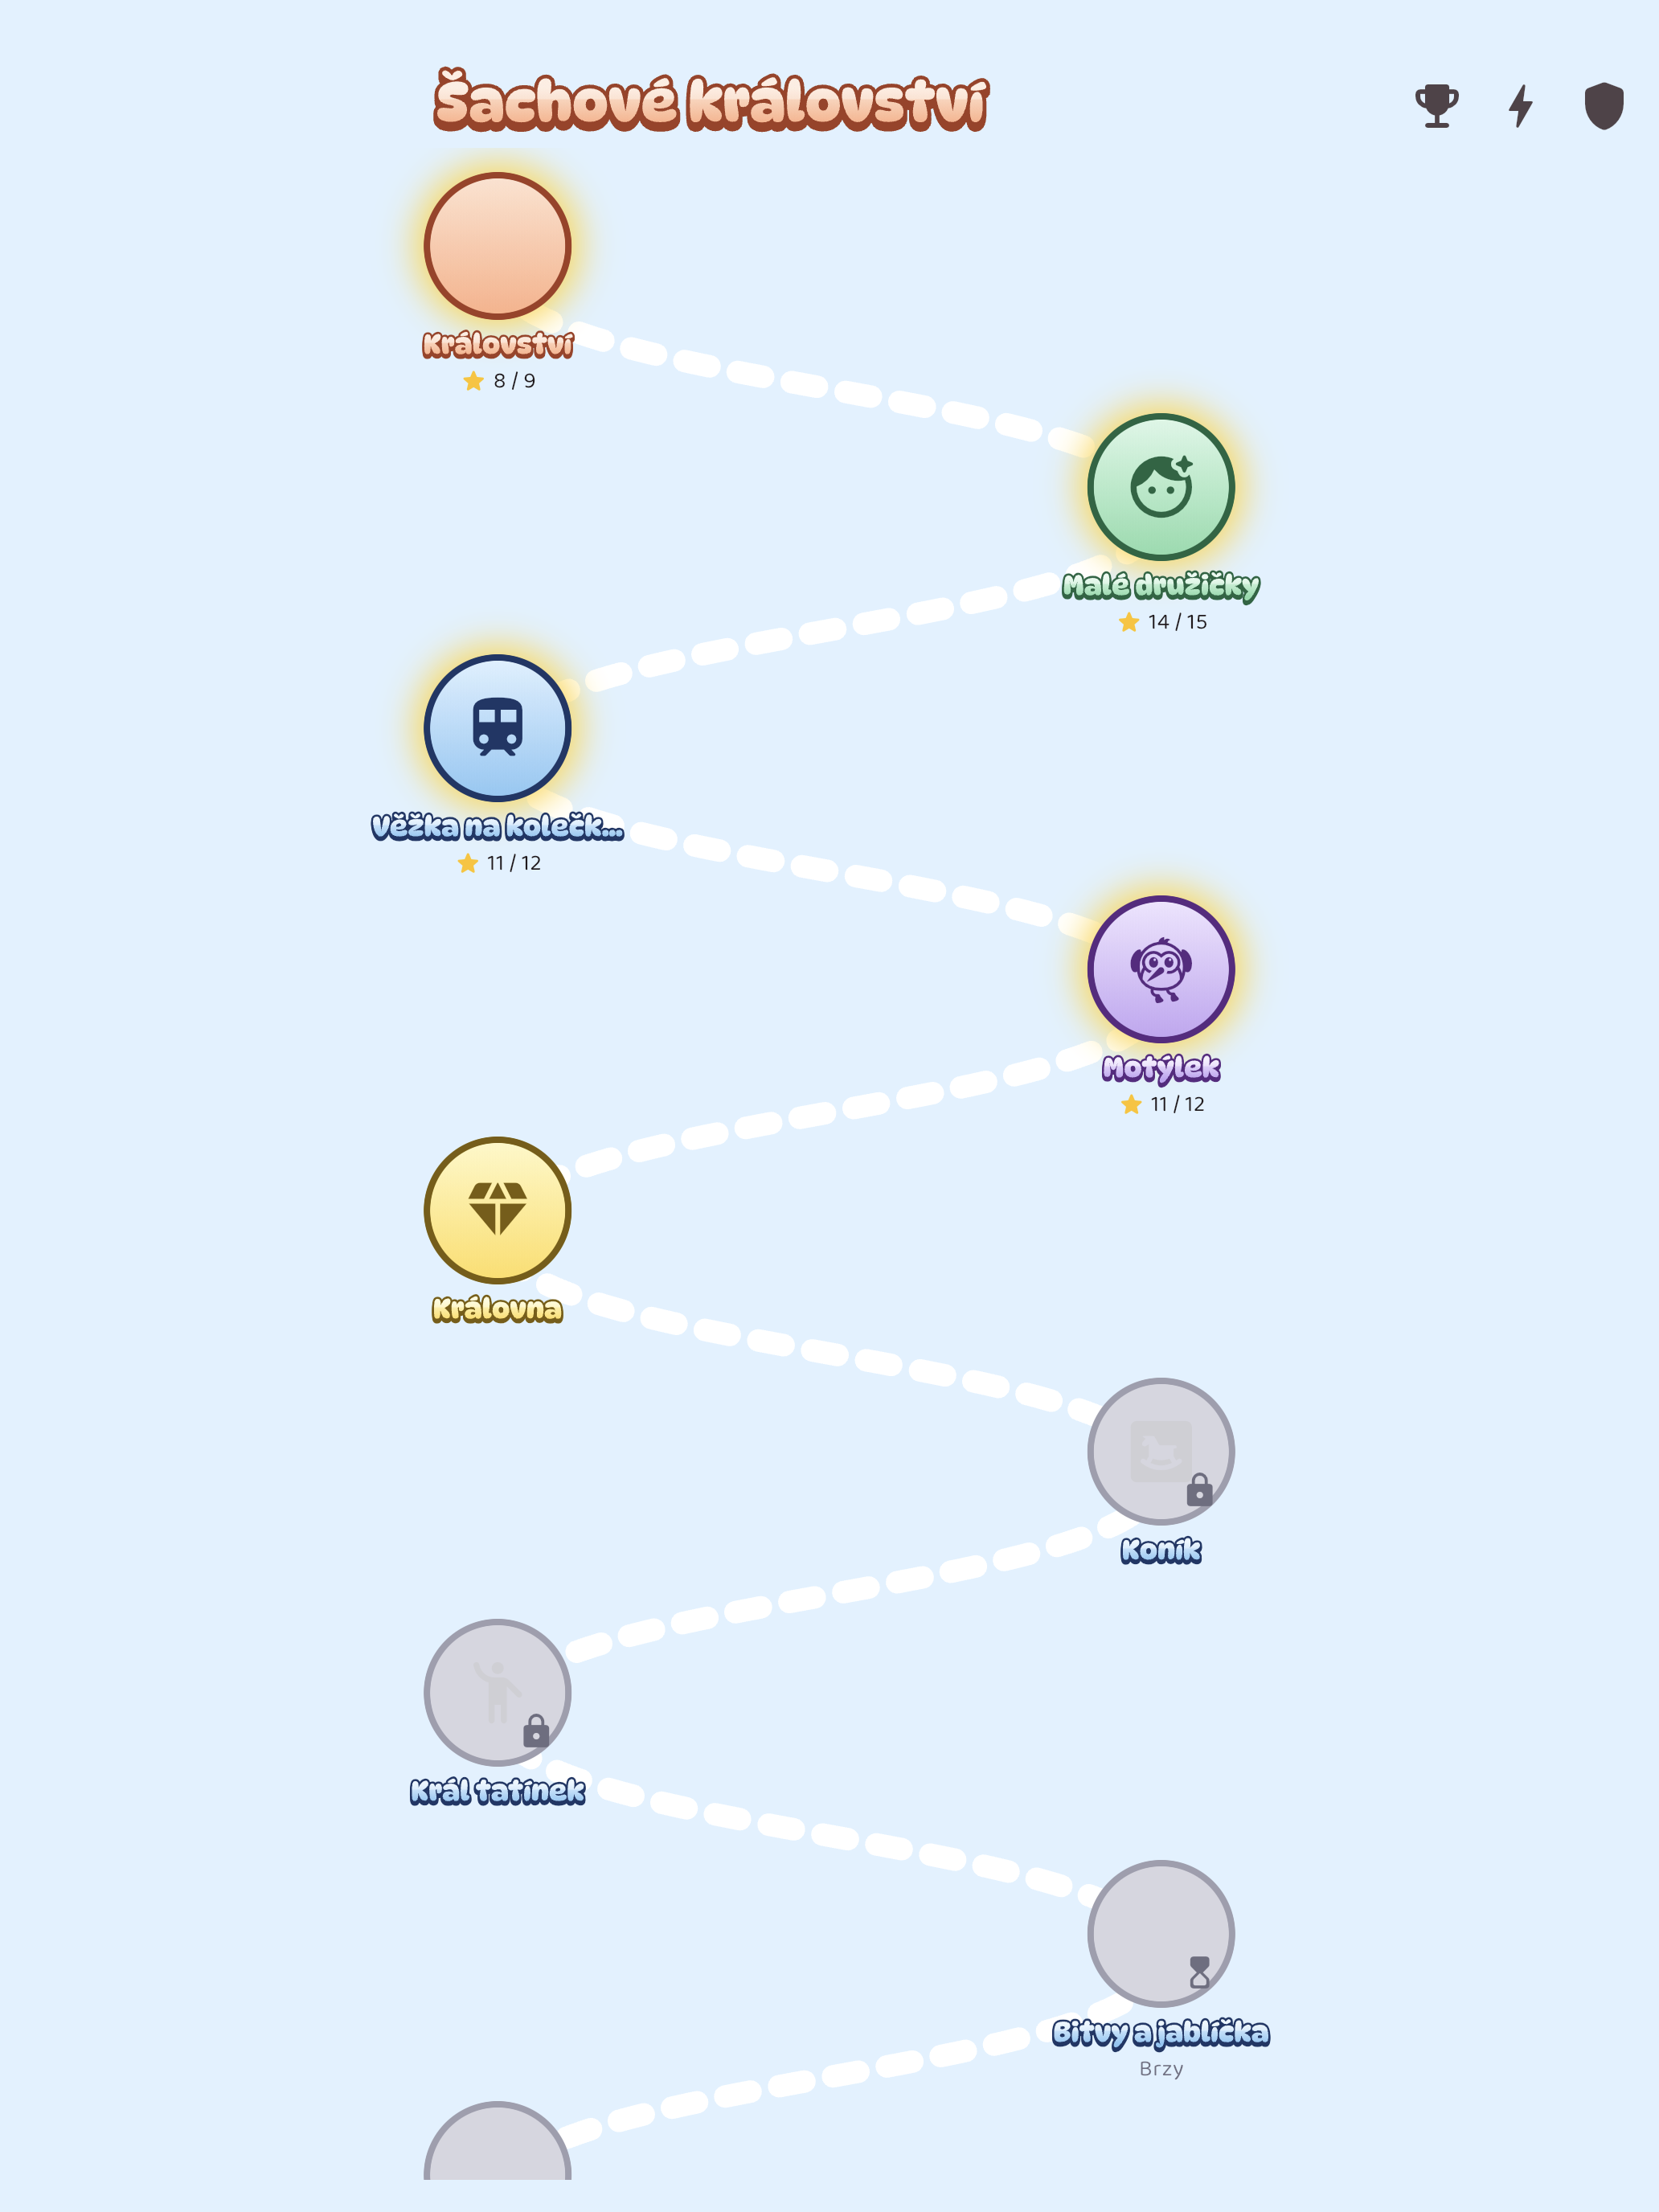 Šachové království
Království
8 / 9
Malé družičky
14 / 15
Věžka na kolečk...
11 / 12
Motýlek
11 / 12
Královna
Koník
Král tatínek
Bitvy a jablíčka
Brzy